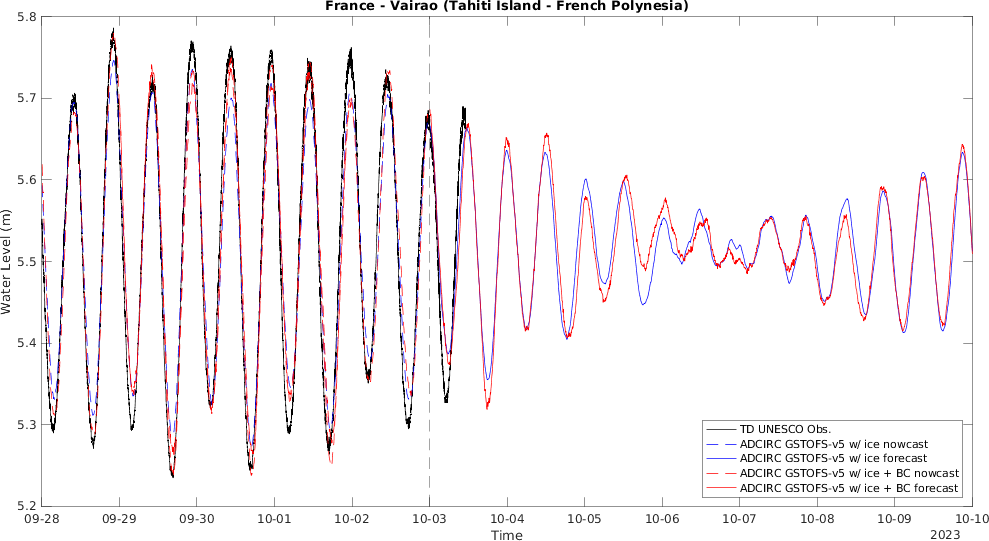 France - Vairao (Tahiti Island - French Polynesia)
5.8
5.7
5.6
5.5
5.4
5.3
5.2
Water Level (m)
TD UNESCO Obs.
ADCIRC GSTOFS-v5 w/ ice nowcast
ADCIRC GSTOFS-v5 w/ ice forecast
ADCIRC GSTOFS-v5 w/ ice + BC nowcast
ADCIRC GSTOFS-v5 w/ ice + BC forecast
09-28 09-29 09-30 10-01 10-02 10-03 10-04 10-05 10-06 10-07 10-08 10-09 10-10
Time
2023